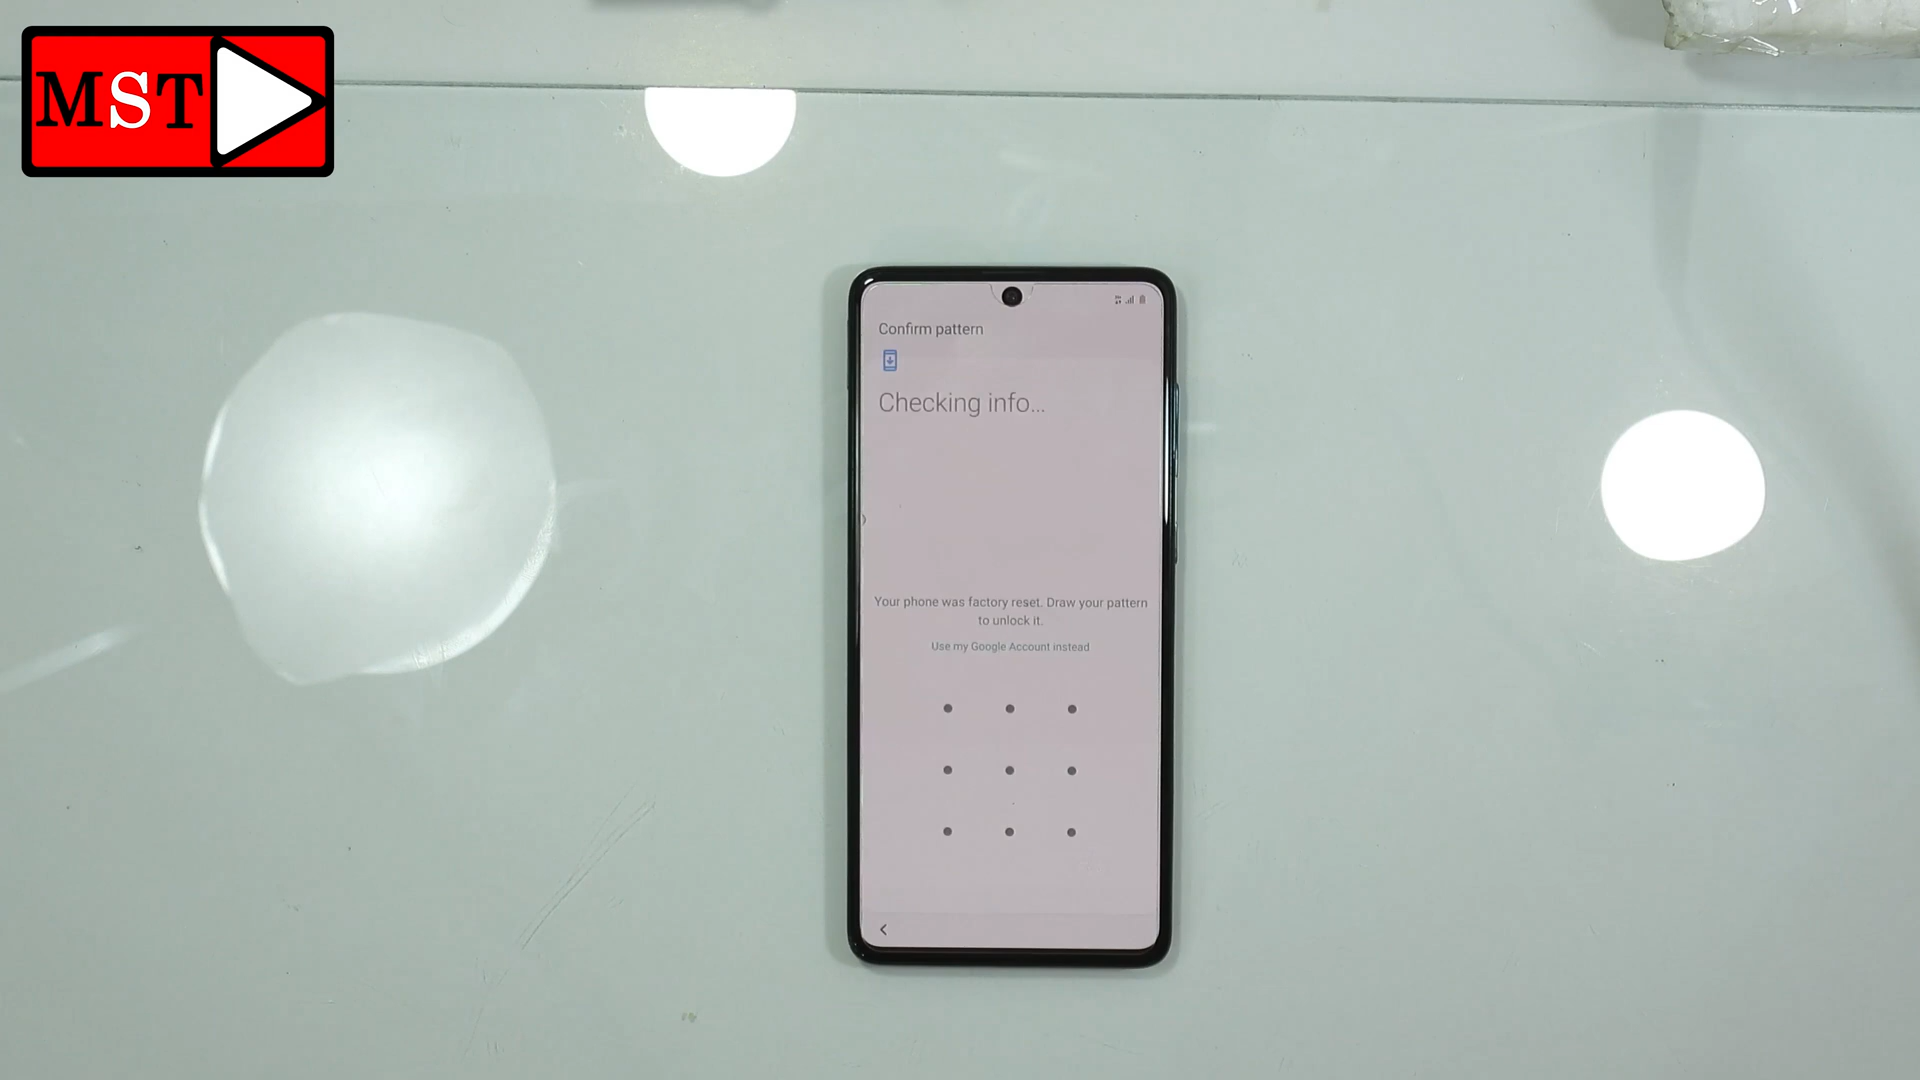 MST
Confirm pattern
Checking info...
Your phone was factory reset. Draw your pattern
to unlock it.
Use my Google Account instead